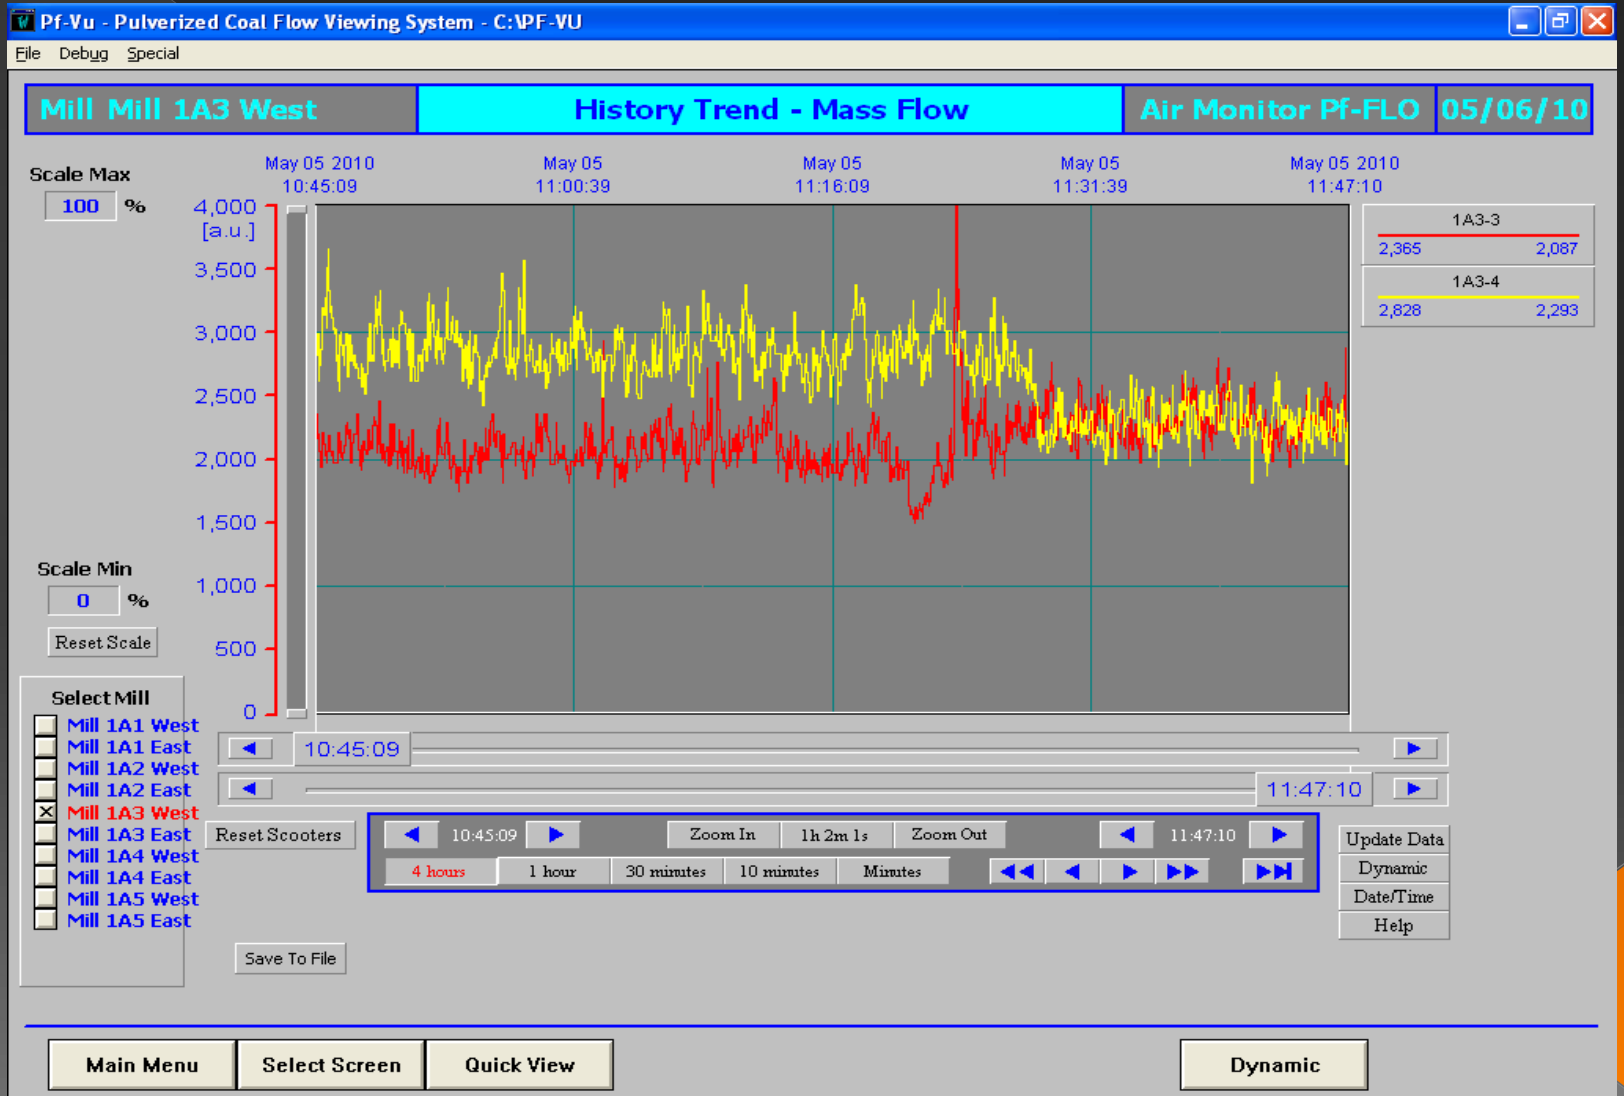 Pf-Vu - Pulverized Coal Flow Viewing System - C:\PF-VU
File Debug Special
Mill Mill 1A3 West
History Trend - Mass Flow
Air Monitor Pf-FLO
05/06/10
Scale Max
100 %
May 05 2010
10:45:09
May 05
11:00:39
May 05
11:16:09
May 05
11:31:39
May 05 2010
11:47:10
4,000
[a.u.]
3,500
3,000
2,500
2,000
1,500
1,000
500
0
1A3-3
2,365 2,087
1A3-4
2,828 2,293
Scale Min
0 %
Reset Scale
Select Mill
Mill 1A1 West
Mill 1A1 East
Mill 1A2 West
Mill 1A2 East
Mill 1A3 West
Mill 1A3 East
Mill 1A4 West
Mill 1A4 East
Mill 1A5 West
Mill 1A5 East
10:45:09
11:47:10
Reset Scooters
10:45:09
Zoom In
1h 2m 1s
Zoom Out
11:47:10
4 hours
1 hour
30 minutes
10 minutes
Minutes
Update Data
Dynamic
Date/Time
Help
Save To File
Main Menu
Select Screen
Quick View
Dynamic